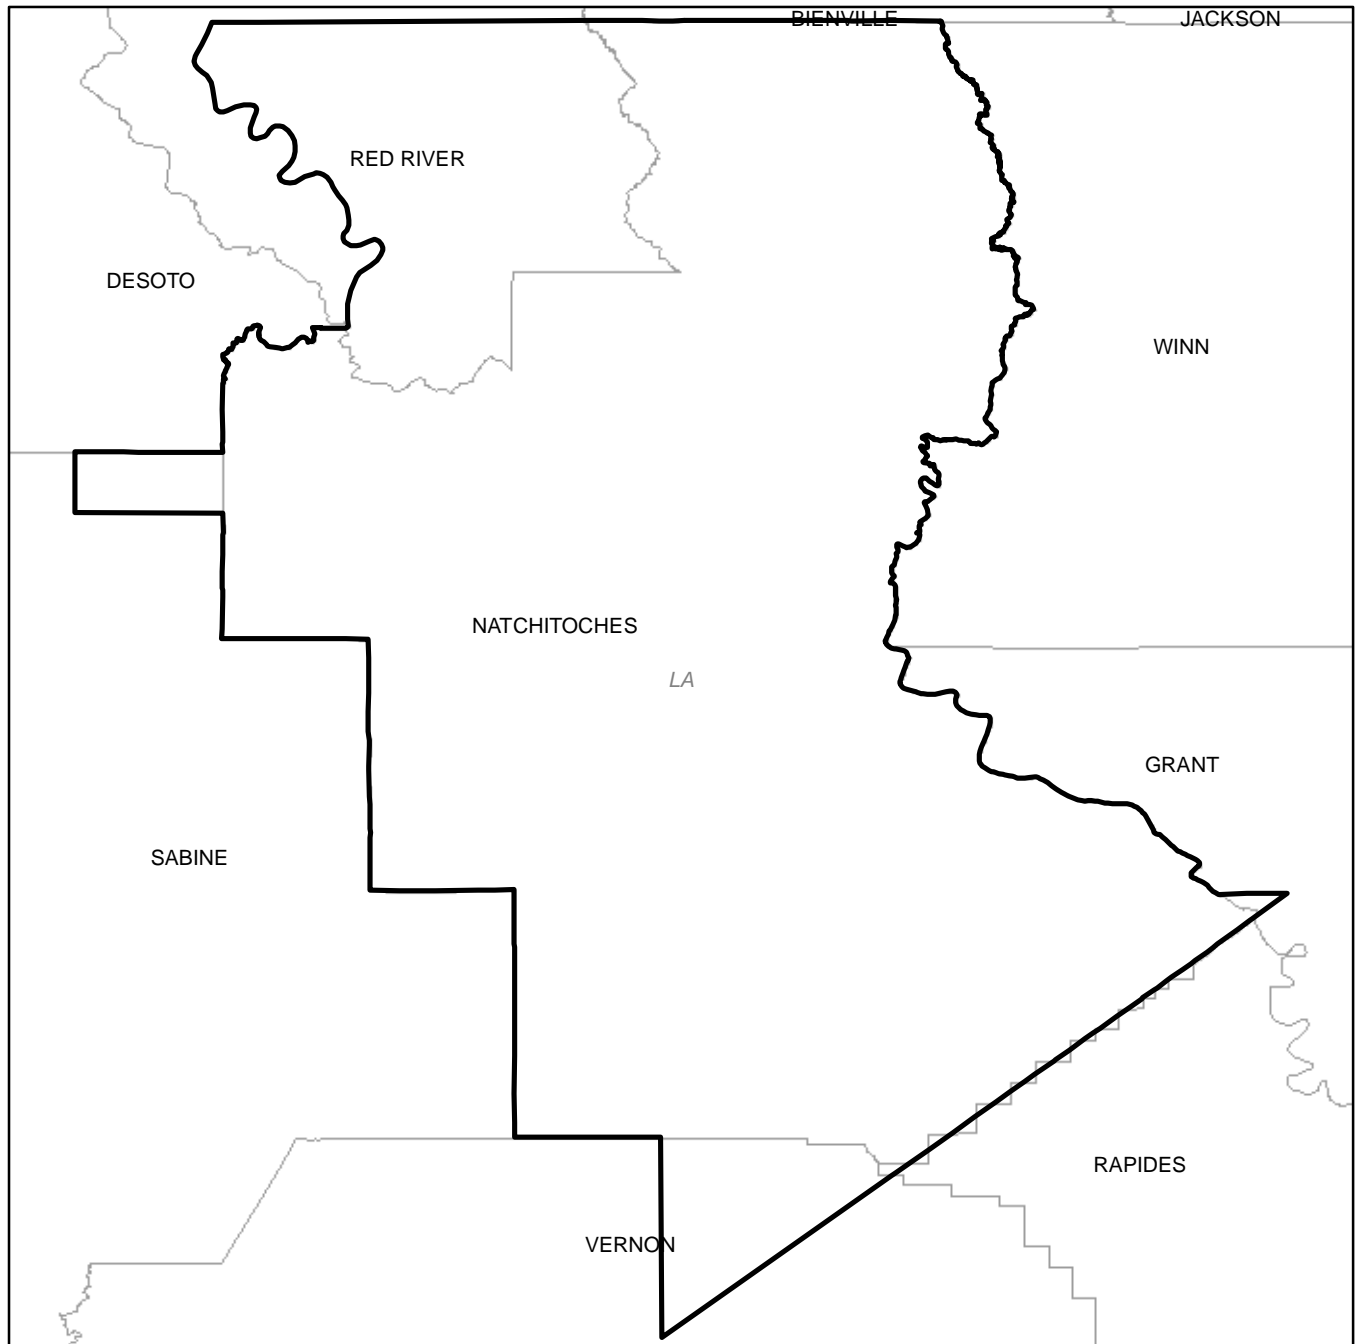 BIENVILLE
JACKSON
RED RIVER
DESOTO
WINN
NATCHITOCHES
LA
GRANT
SABINE
RAPIDES
VERNON